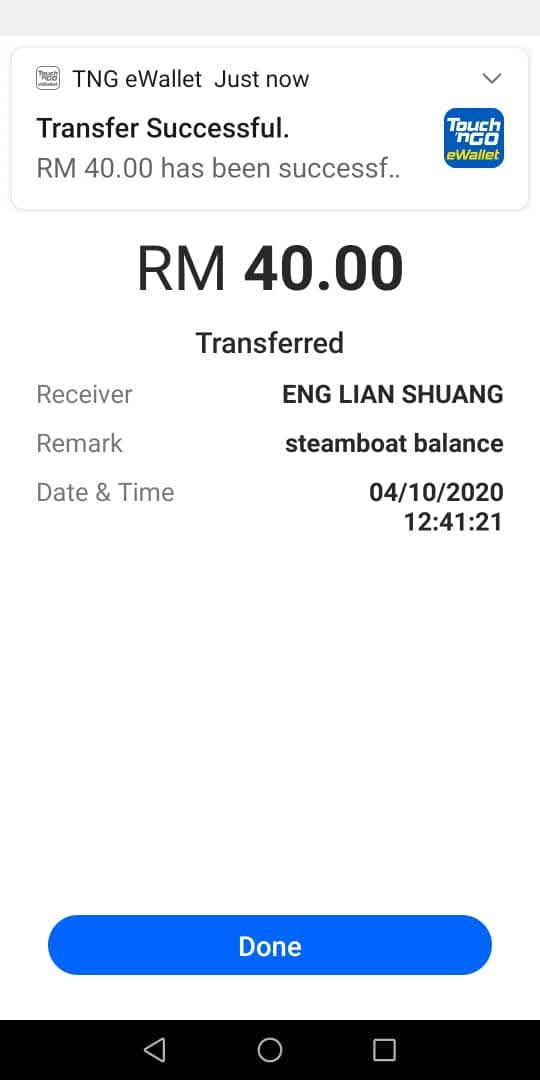 TNG eWallet Just now
Transfer Successful.
RM 40.00 has been successf..
Touch
'nGO
eWallet
RM 40.00
Transferred
Receiver ENG LIAN SHUANG
Remark steamboat balance
Date & Time 04/10/2020
12:41:21
Done